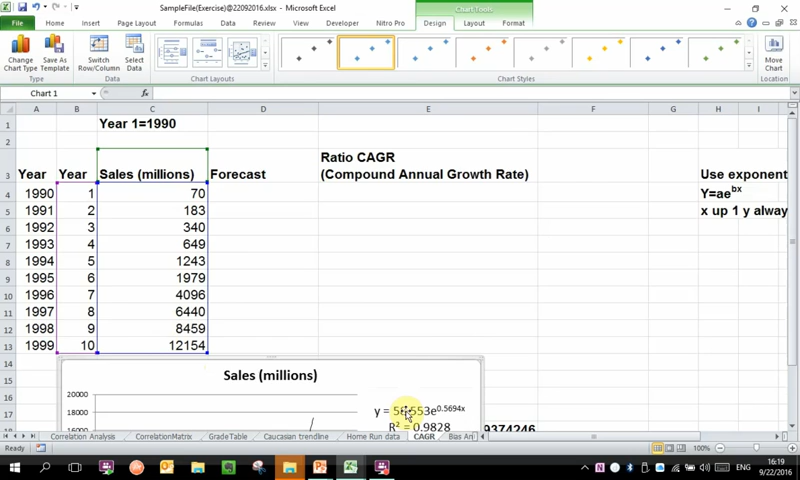 SampleFile(Exercise)@22092016.xlsx - Microsoft Excel
Chart Tools
File Home Insert Page Layout Formulas Data Review View Developer Nitro Pro Design Layout Format
Change Chart Type
Save As Template
Switch Row/Column
Select Data
Move Chart
Type Data Chart Layouts Chart Styles Location
Chart 1 fx
A B C D E F G H I
1 Year 1=1990
2
3 Year Year Sales (millions) Forecast Ratio CAGR (Compound Annual Growth Rate) Use exponent
4 1990 1 70 Y=ae^bx
5 1991 2 183 x up 1 y alway
6 1992 3 340
7 1993 4 649
8 1994 5 1243
9 1995 6 1979
10 1996 7 4096
11 1997 8 6440
12 1998 9 8459
13 1999 10 12154
14
15
16
17
Sales (millions)
20000
18000
16000
y = 56.553e^0.5694x
R² = 0.9828
9374246
Correlation Analysis CorrelationMatrix GradeTable Caucasian trendline Home Run data CAGR Bas An
Ready 100%
ENG 16:19
9/22/2016